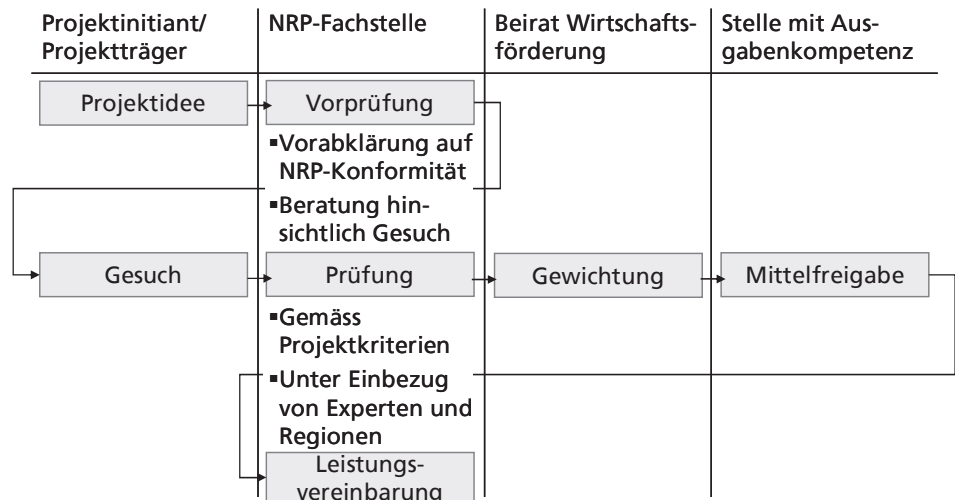 Projektinitiant/
Projektträger
NRP-Fachstelle
Beirat Wirtschafts-
förderung
Stelle mit Aus-
gabenkompetenz
Projektidee
Vorprüfung
▪Vorabklärung auf
NRP-Konformität
▪Beratung hin-
sichtlich Gesuch
Gesuch
Prüfung
Gewichtung
Mittelfreigabe
▪Gemäss
Projektkriterien
▪Unter Einbezug
von Experten und
Regionen
Leistungs-
vereinbarung